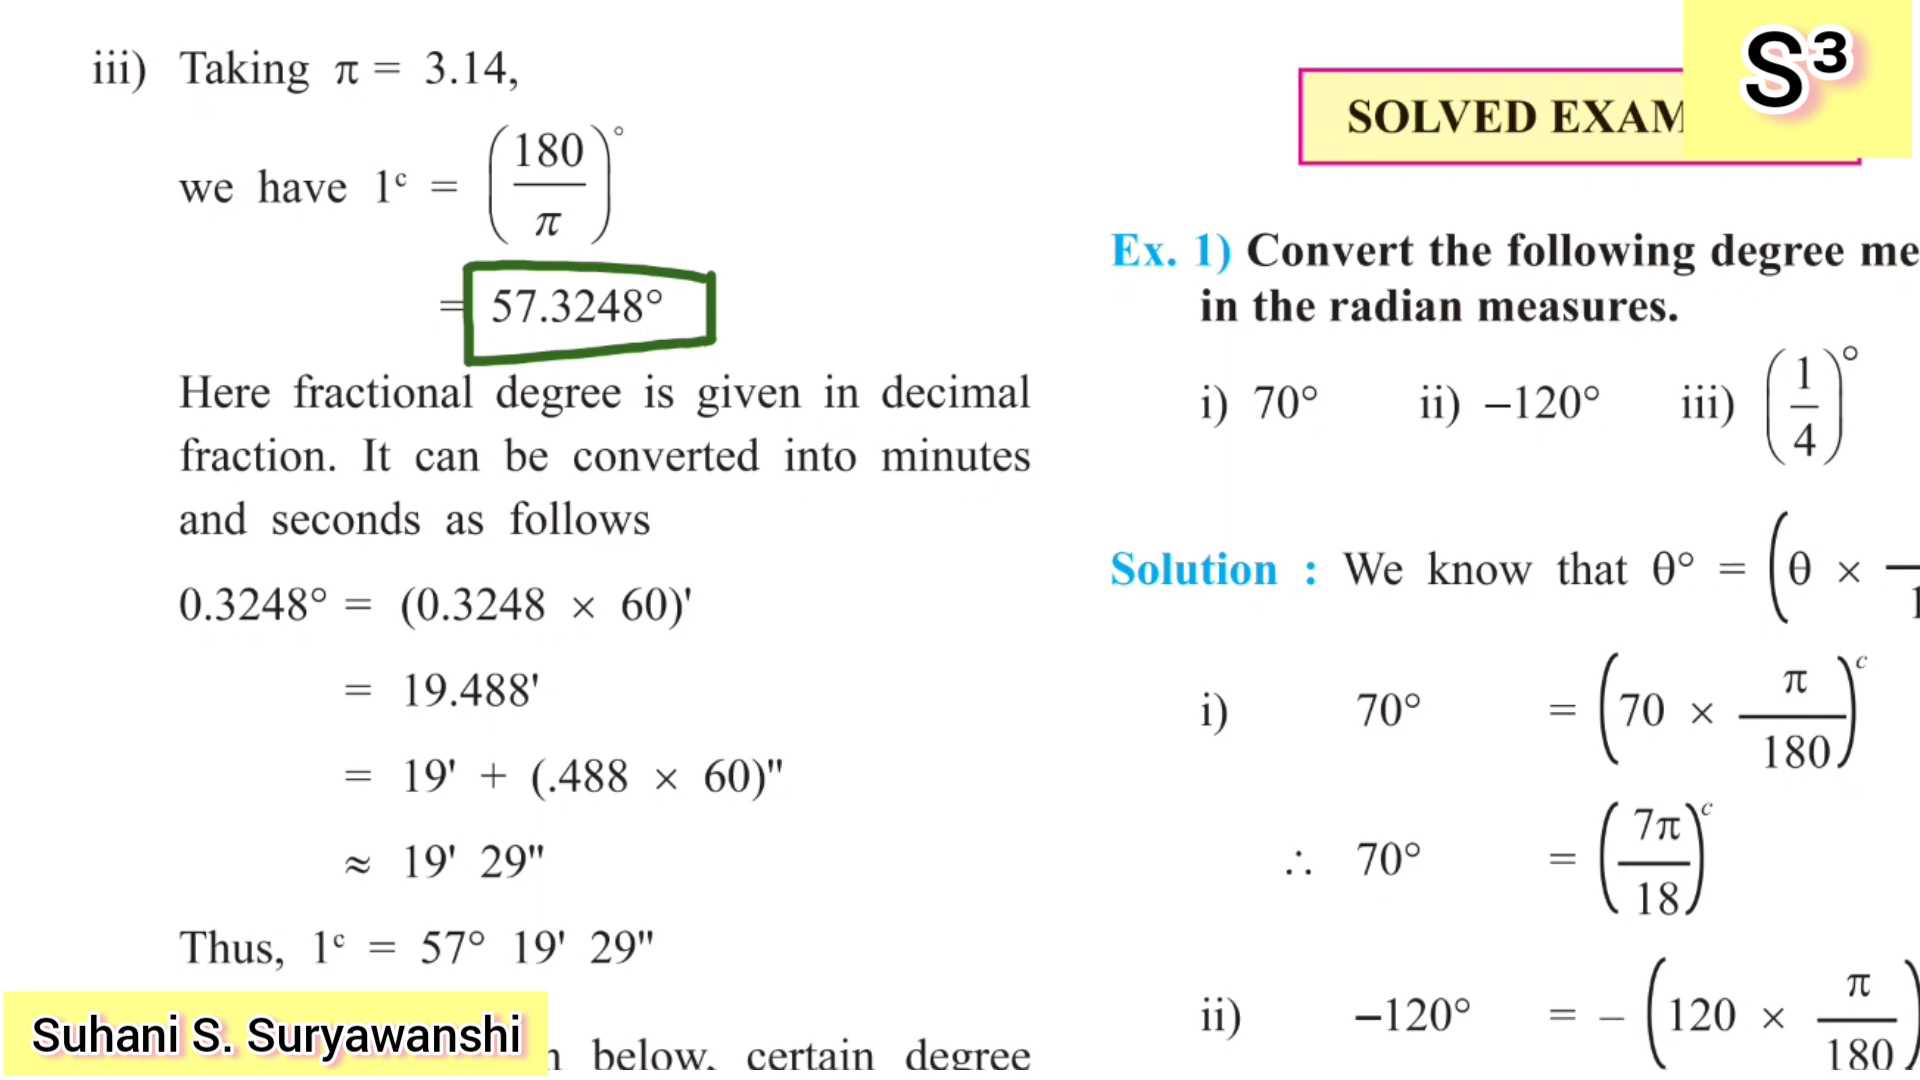 iii) Taking π = 3.14,
we have 1ᶜ = (180/π)°
= 57.3248°
Here fractional degree is given in decimal
fraction. It can be converted into minutes
and seconds as follows
0.3248° = (0.3248 × 60)'
= 19.488'
= 19' + (.488 × 60)"
≈ 19' 29"
Thus, 1ᶜ = 57° 19' 29"
below, certain degree
Suhani S. Suryawanshi
S³
SOLVED EXAM
Ex. 1) Convert the following degree me
in the radian measures.
i) 70° ii) –120° iii) (1/4)°
Solution : We know that θ° = (θ ×
i) 70° = (70 × π/180)ᶜ
∴ 70° = (7π/18)ᶜ
ii) –120° = – (120 × π/180)